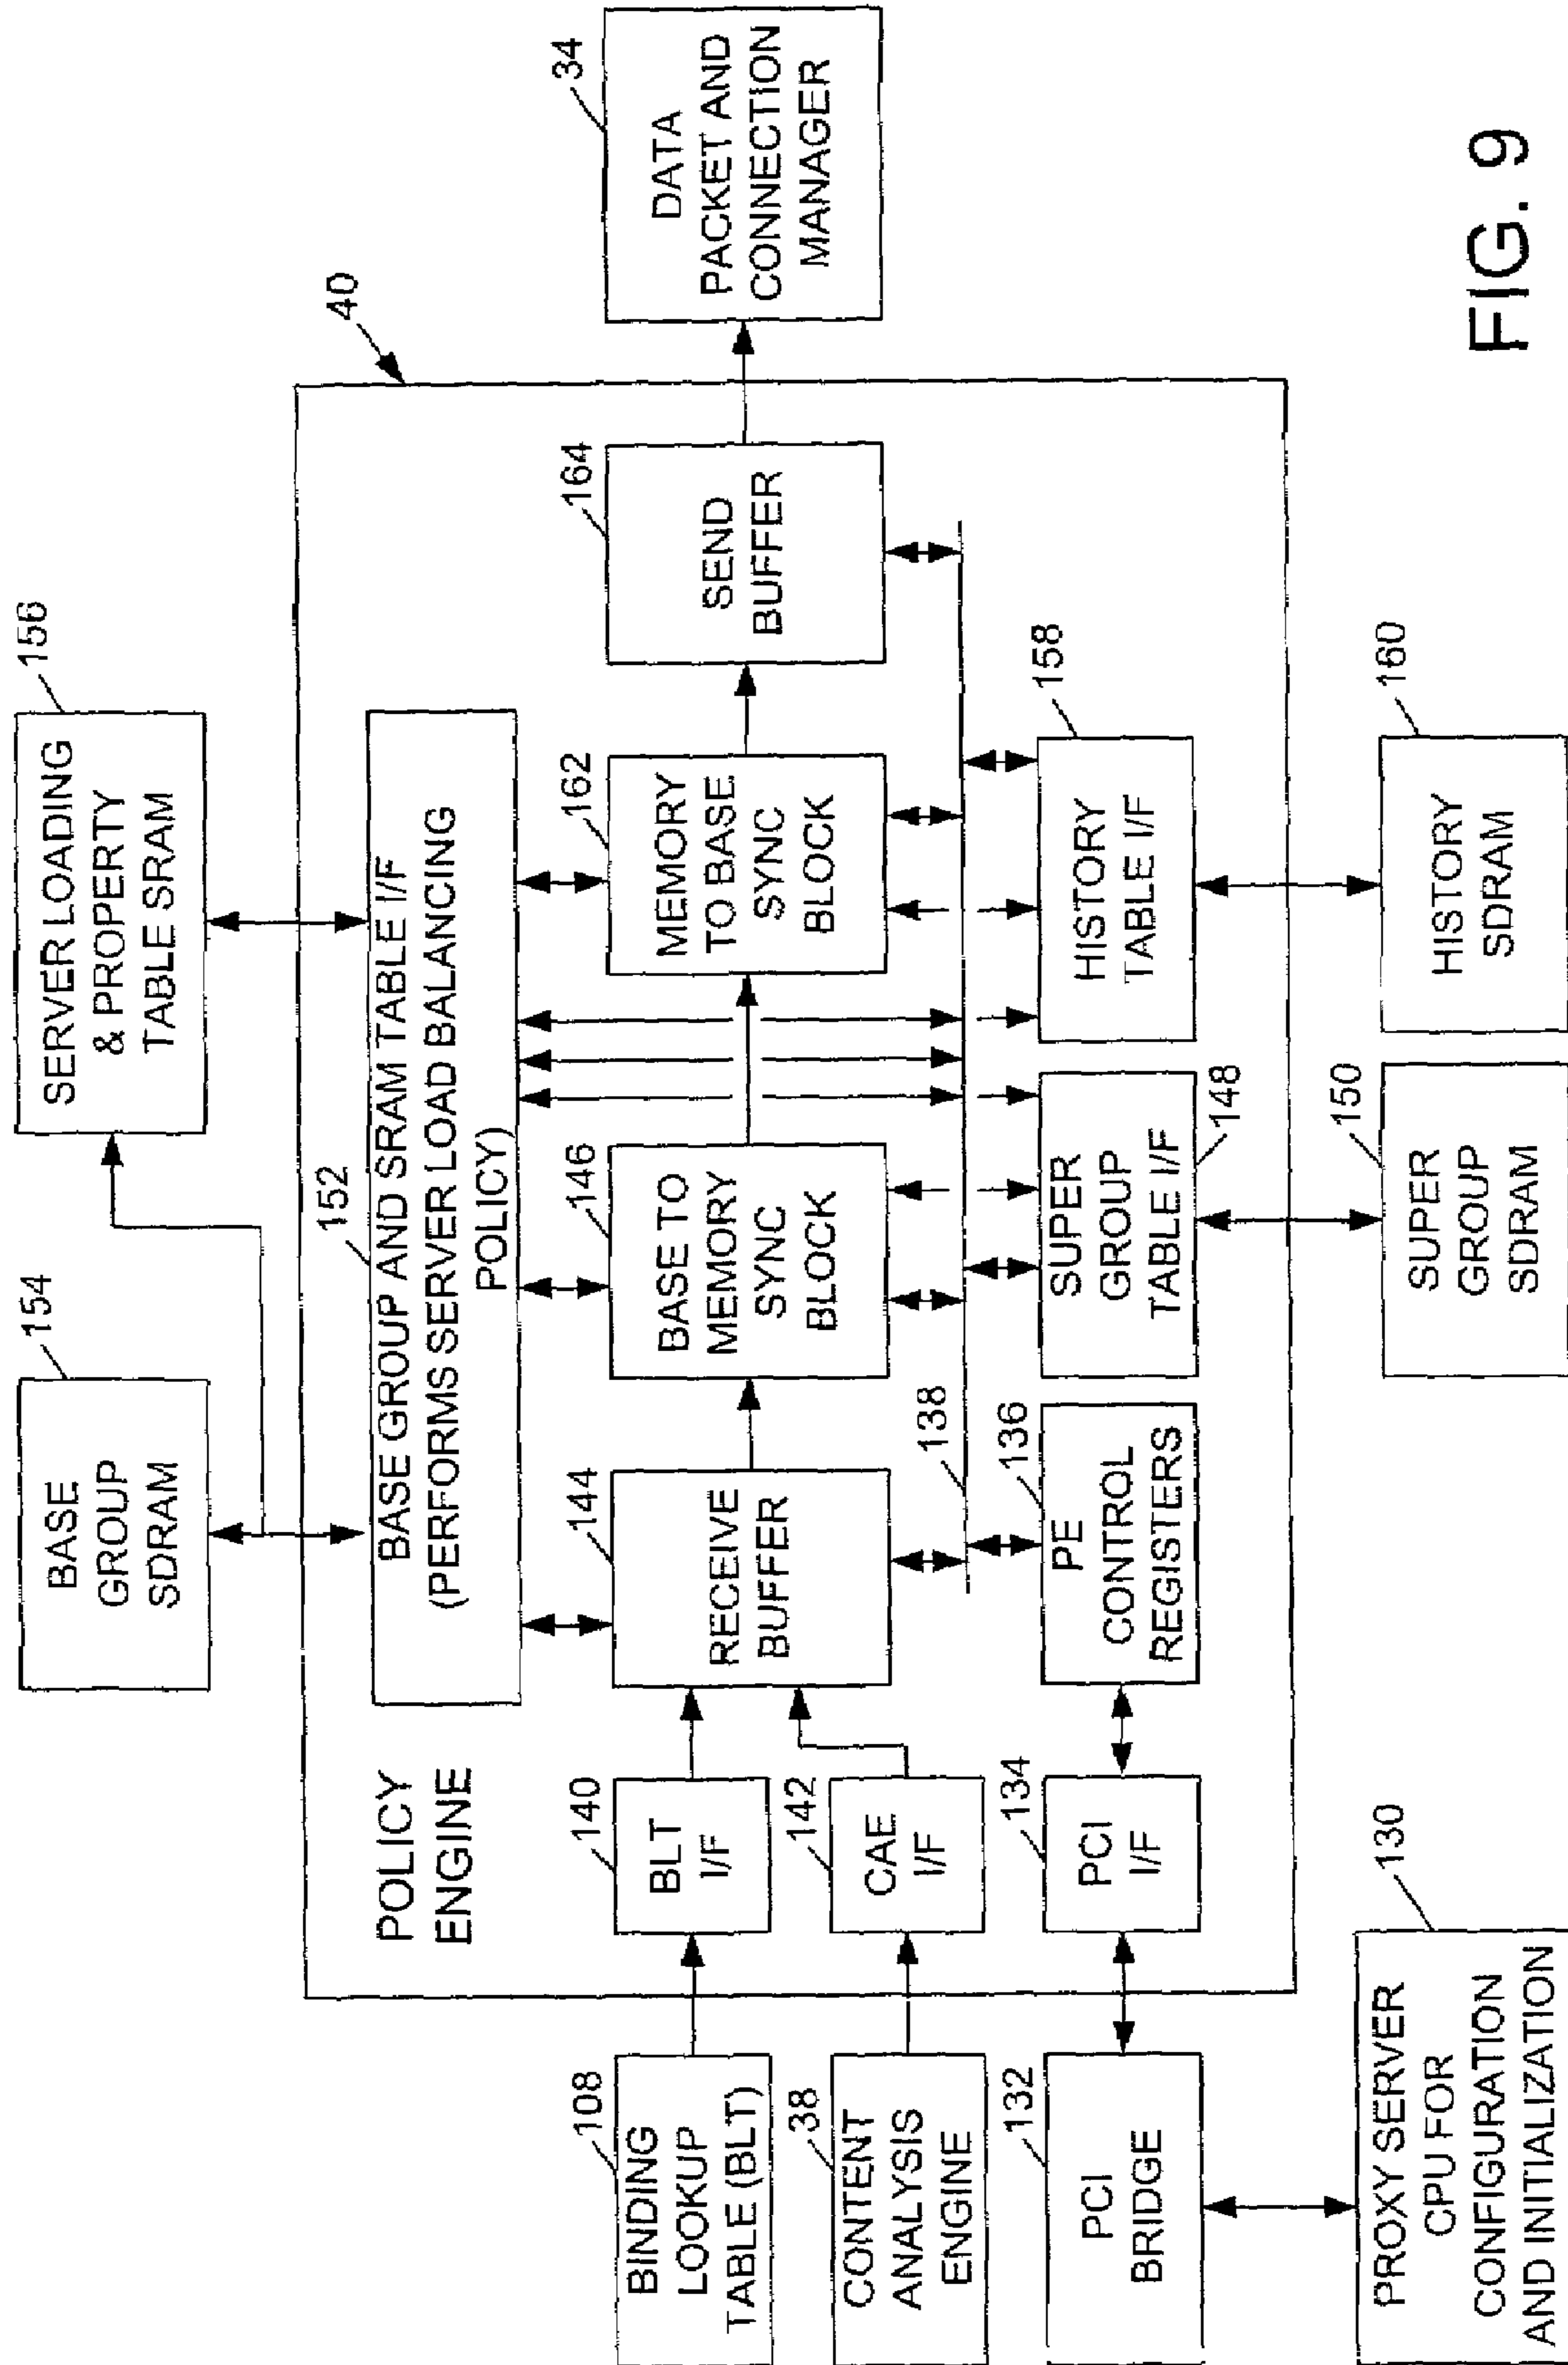 154
BASE
GROUP
SDRAM
156
SERVER LOADING
& PROPERTY
TABLE SRAM
40
POLICY
ENGINE
152
BASE GROUP AND SRAM TABLE I/F
(PERFORMS SERVER LOAD BALANCING
POLICY)
108
BINDING
LOOKUP
TABLE (BLT)
140
BLT
I/F
144
RECEIVE
BUFFER
146
BASE TO
MEMORY
SYNC
BLOCK
162
MEMORY
TO BASE
SYNC
BLOCK
164
SEND
BUFFER
34
DATA
PACKET AND
CONNECTION
MANAGER
38
CONTENT
ANALYSIS
ENGINE
142
CAE
I/F
138
132
PCI
BRIDGE
134
PCI
I/F
136
PE
CONTROL
REGISTERS
SUPER
GROUP
TABLE I/F
148
158
HISTORY
TABLE I/F
130
PROXY SERVER
CPU FOR
CONFIGURATION
AND INITIALIZATION
150
SUPER
GROUP
SDRAM
160
HISTORY
SDRAM
FIG. 9